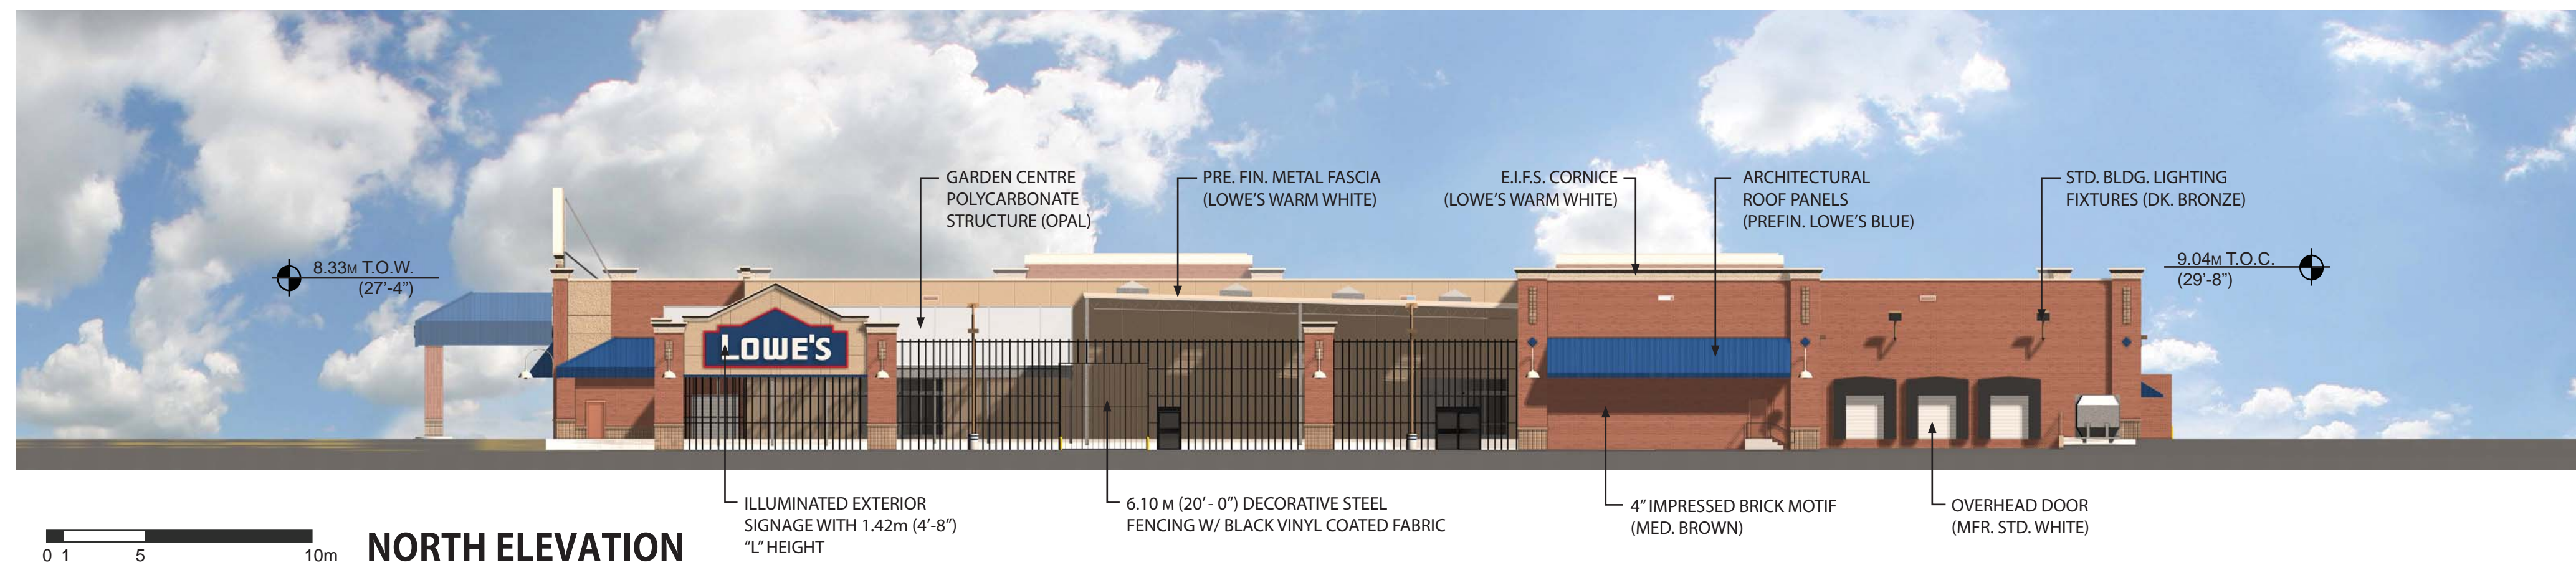 GARDEN CENTRE
POLYCARBONATE
STRUCTURE (OPAL)
PRE. FIN. METAL FASCIA
(LOWE'S WARM WHITE)
E.I.F.S. CORNICE
(LOWE'S WARM WHITE)
ARCHITECTURAL
ROOF PANELS
(PREFIN. LOWE'S BLUE)
STD. BLDG. LIGHTING
FIXTURES (DK. BRONZE)
8.33M T.O.W.
(27'-4")
9.04M T.O.C.
(29'-8")
LOWE'S
ILLUMINATED EXTERIOR
SIGNAGE WITH 1.42m (4'-8")
"L" HEIGHT
6.10 M (20' - 0") DECORATIVE STEEL
FENCING W/ BLACK VINYL COATED FABRIC
4" IMPRESSED BRICK MOTIF
(MED. BROWN)
OVERHEAD DOOR
(MFR. STD. WHITE)
0 1 5 10m
NORTH ELEVATION